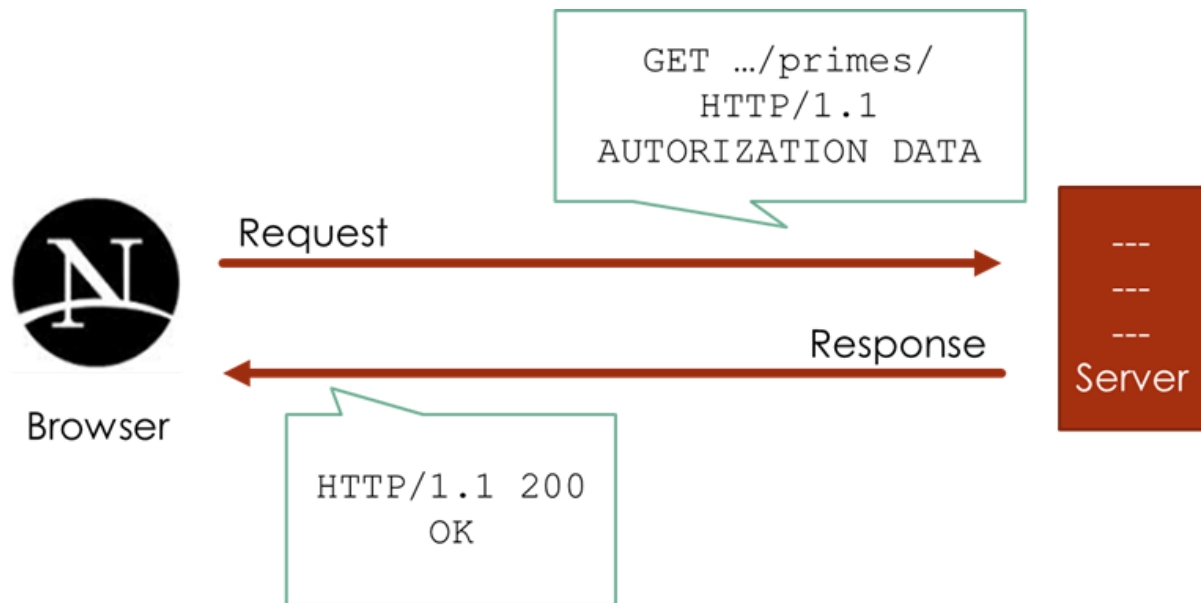 GET …/primes/
HTTP/1.1
AUTORIZATION DATA
Request
N
---
---
---
Server
Response
Browser
HTTP/1.1 200
OK